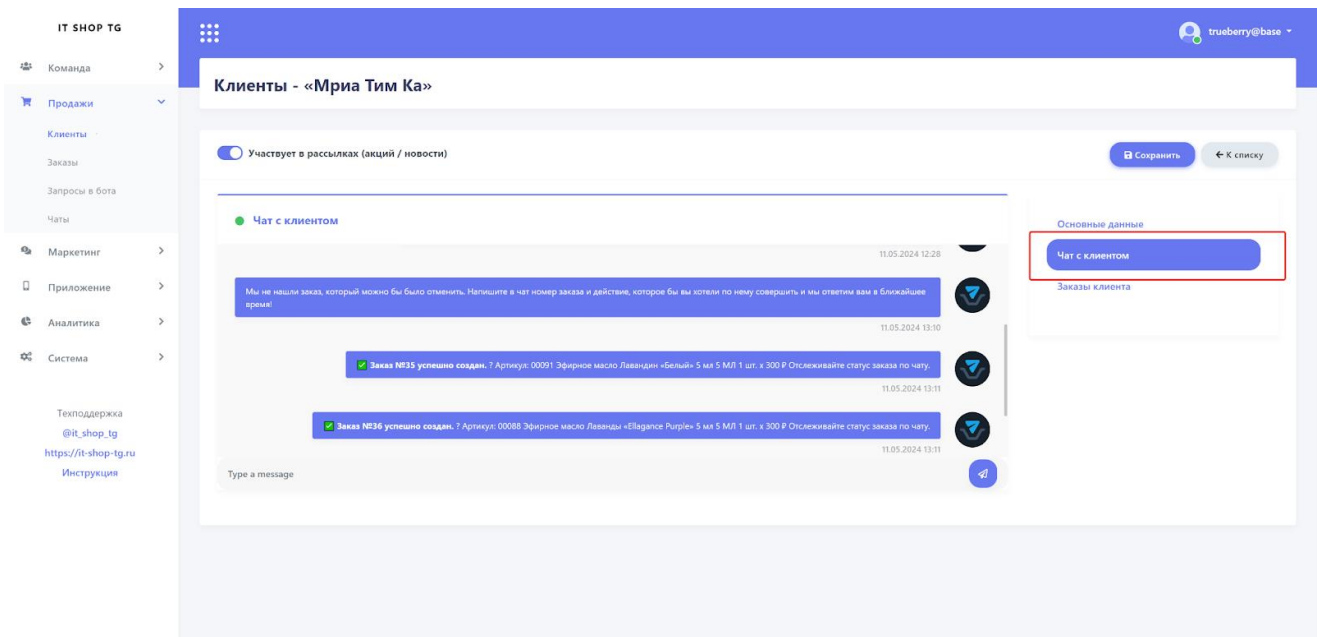 IT SHOP TG
trueberry@base
Команда
Продажи
Клиенты
Заказы
Запросы в бота
Чаты
Маркетинг
Приложение
Аналитика
Система
Техподдержка
@it_shop_tg
https://it-shop-tg.ru
Инструкция
Клиенты - «Мриа Тим Ка»
Участвует в рассылках (акций / новости)
Сохранить
К списку
Чат с клиентом
11.05.2024 12:28
Мы не нашли заказ, который можно бы было отменить. Напишите в чат номер заказа и действие, которое бы вы хотели по нему совершить и мы ответим вам в ближайшее
время!
11.05.2024 13:10
✅ Заказ №35 успешно создан. ? Артикул: 00091 Эфирное масло Лавандин «Белый» 5 мл 5 МЛ 1 шт. x 300 ₽ Отслеживайте статус заказа по чату.
11.05.2024 13:11
✅ Заказ №36 успешно создан. ? Артикул: 00088 Эфирное масло Лаванды «Ellagance Purple» 5 мл 5 МЛ 1 шт. x 300 ₽ Отслеживайте статус заказа по чату.
11.05.2024 13:11
Type a message
Основные данные
Чат с клиентом
Заказы клиента